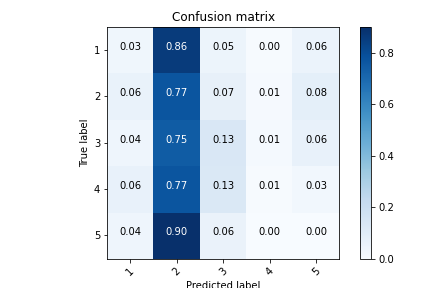 Confusion matrix
1 0.03 0.86 0.05 0.00 0.06
2 0.06 0.77 0.07 0.01 0.08
3 0.04 0.75 0.13 0.01 0.06
4 0.06 0.77 0.13 0.01 0.03
5 0.04 0.90 0.06 0.00 0.00
True label
1 2 3 4 5
Predicted label
0.8
0.6
0.4
0.2
0.0